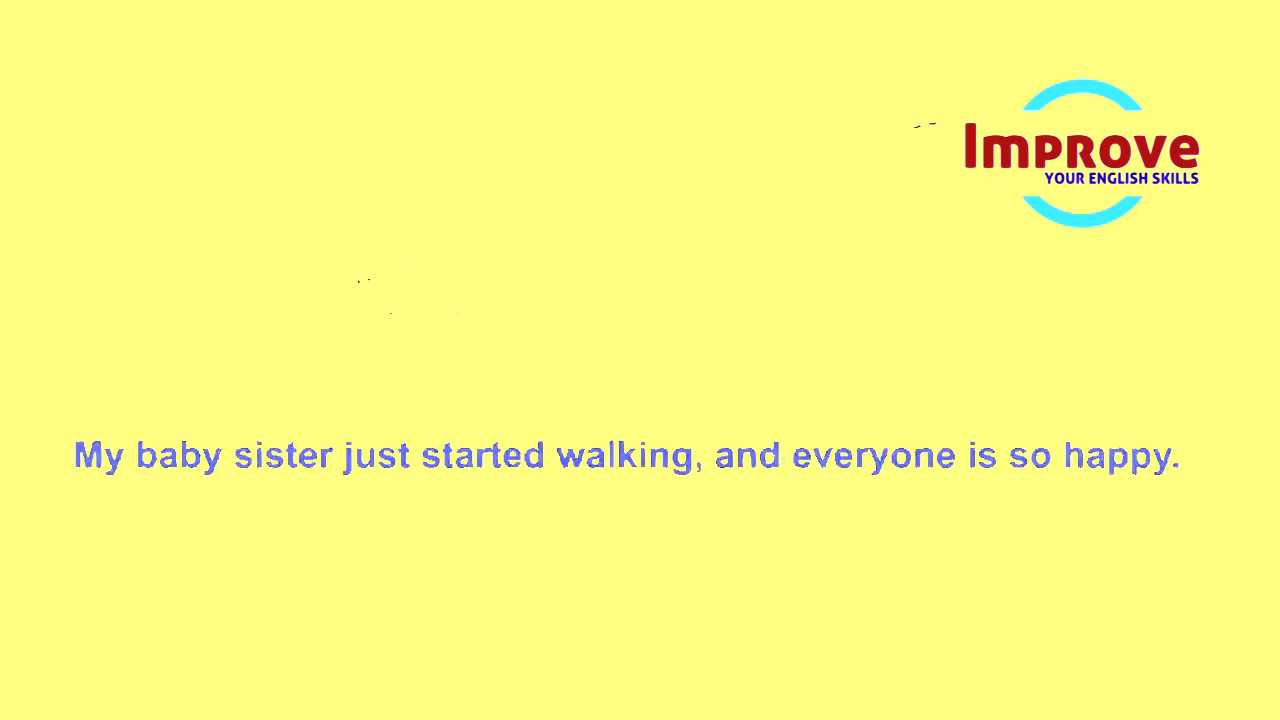 Improve
YOUR ENGLISH SKILLS
My baby sister just started walking, and everyone is so happy.